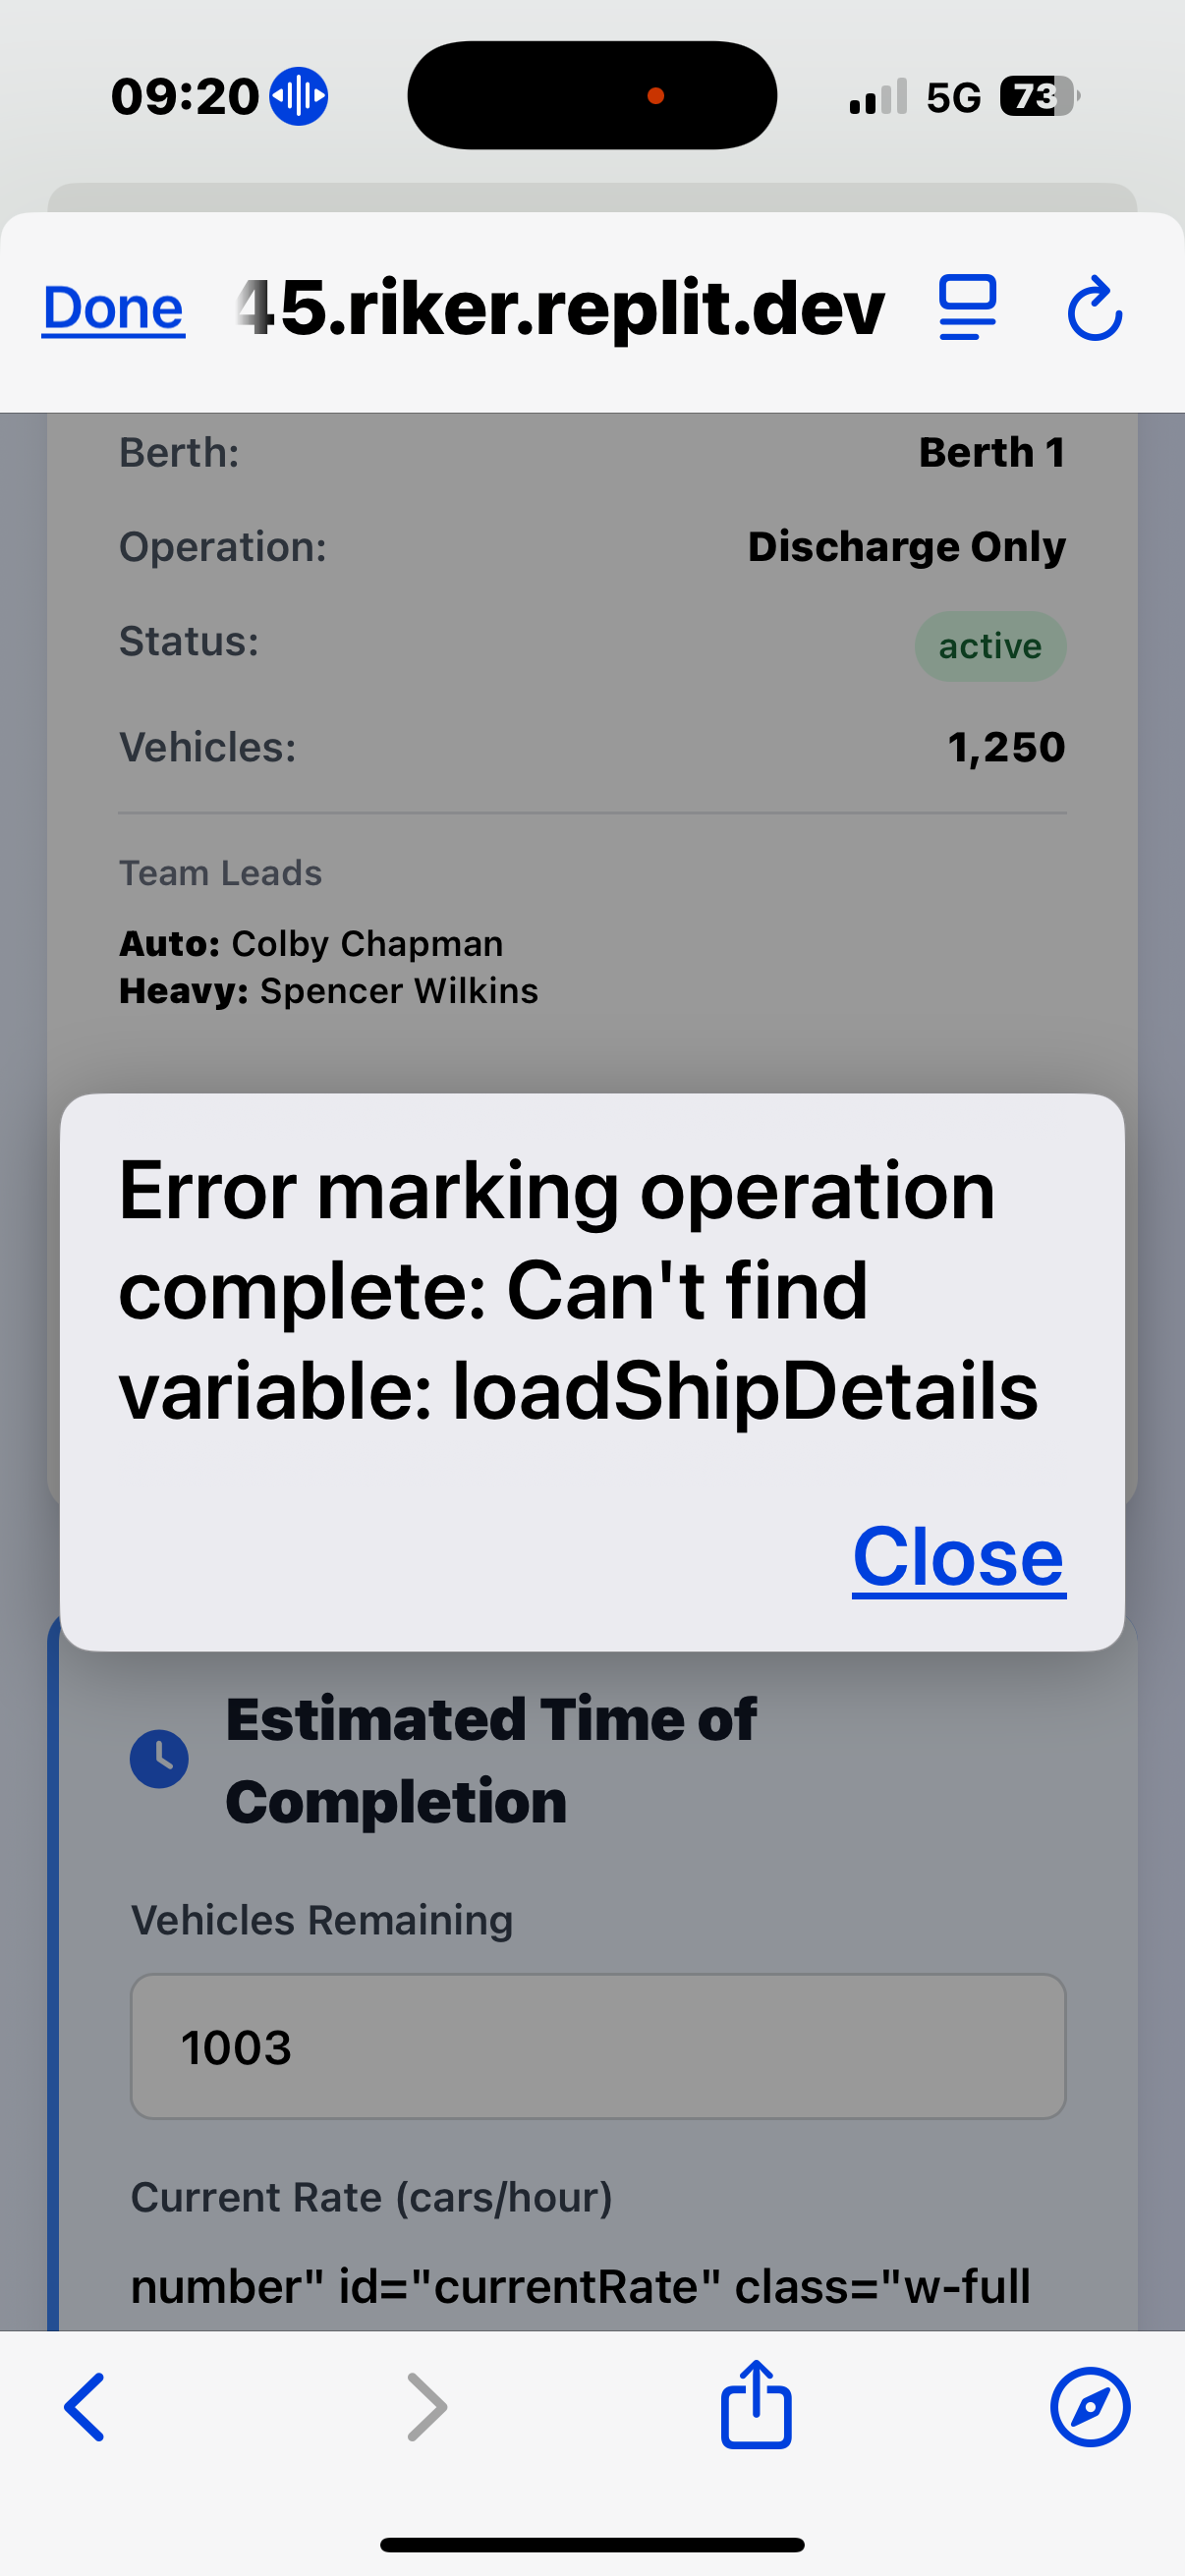 09:20
5G
73
Done
45.riker.replit.dev
Berth:
Berth 1
Operation:
Discharge Only
Status:
active
Vehicles:
1,250
Team Leads
Auto: Colby Chapman
Heavy: Spencer Wilkins
Error marking operation
complete: Can't find
variable: loadShipDetails
Close
Estimated Time of
Completion
Vehicles Remaining
1003
Current Rate (cars/hour)
number" id="currentRate" class="w-full